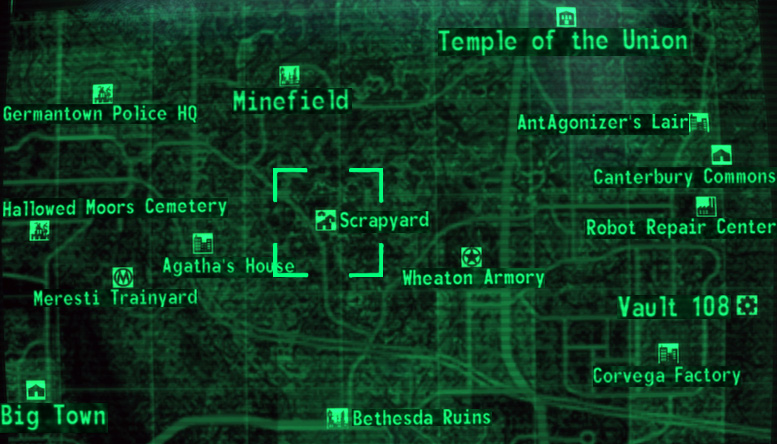 Temple of the Union
Minefield
Germantown Police HQ
AntAgonizer's Lair
Canterbury Commons
Hallowed Moors Cemetery
Scrapyard
Robot Repair Center
Agatha's House
Wheaton Armory
Meresti Trainyard
Vault 108
Corvega Factory
Big Town
Bethesda Ruins